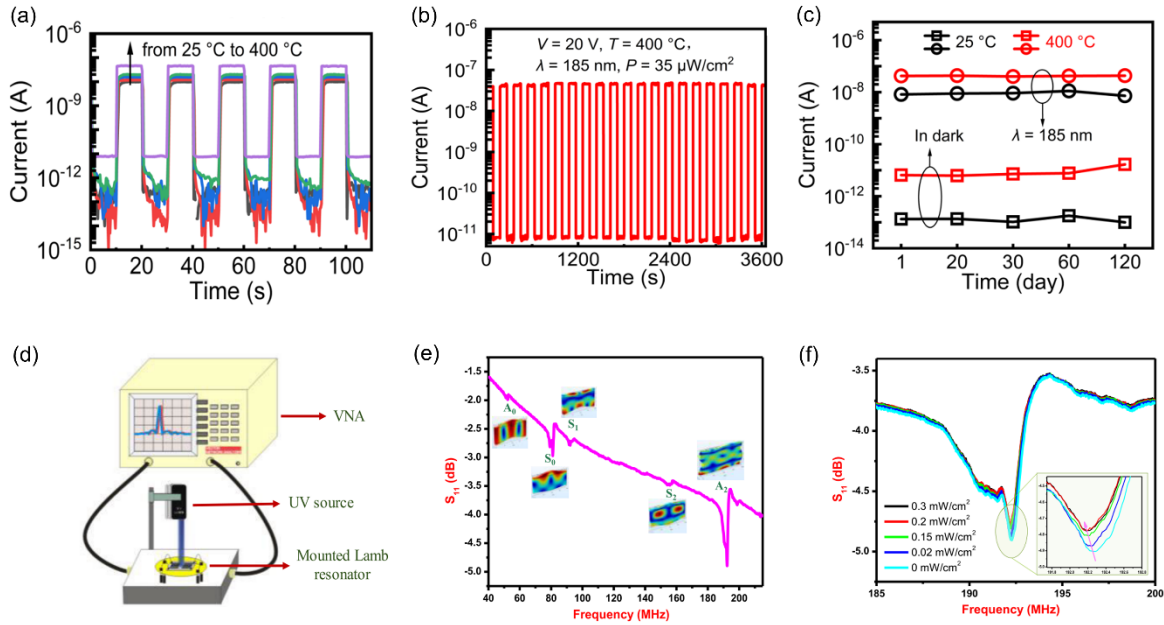 (a)
from 25 °C to 400 °C
10⁻⁶
10⁻⁹
10⁻¹²
10⁻¹⁵
Current (A)
0 20 40 60 80 100
Time (s)
(b)
V = 20 V, T = 400 °C,
λ = 185 nm, P = 35 μW/cm²
10⁻⁵
10⁻⁶
10⁻⁷
10⁻⁸
10⁻⁹
10⁻¹⁰
10⁻¹¹
Current (A)
0 1200 2400 3600
Time (s)
(c)
25 °C 400 °C
10⁻⁶
10⁻⁸
10⁻¹⁰
10⁻¹²
10⁻¹⁴
Current (A)
In dark
λ = 185 nm
1 20 30 60 120
Time (day)
(d)
VNA
UV source
Mounted Lamb
resonator
(e)
-1.5
-2.0
-2.5
-3.0
-3.5
-4.0
-4.5
-5.0
S₁₁ (dB)
A₀
S₀
S₁
S₂
A₂
40 60 80 100 120 140 160 180 200
Frequency (MHz)
(f)
-3.5
-4.0
-4.5
-5.0
S₁₁ (dB)
0.3 mW/cm²
0.2 mW/cm²
0.15 mW/cm²
0.02 mW/cm²
0 mW/cm²
185 190 195 200
Frequency (MHz)